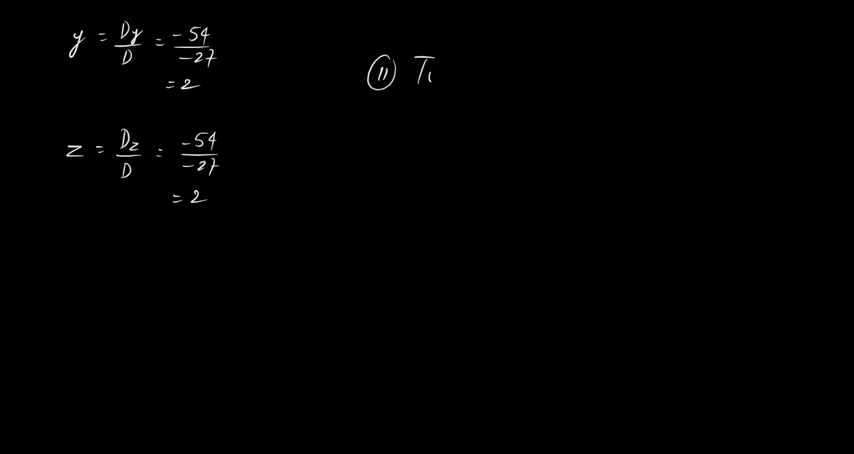 y = Dy/D = -54/-27
= 2
z = Dz/D = -54/-27
= 2
(11)